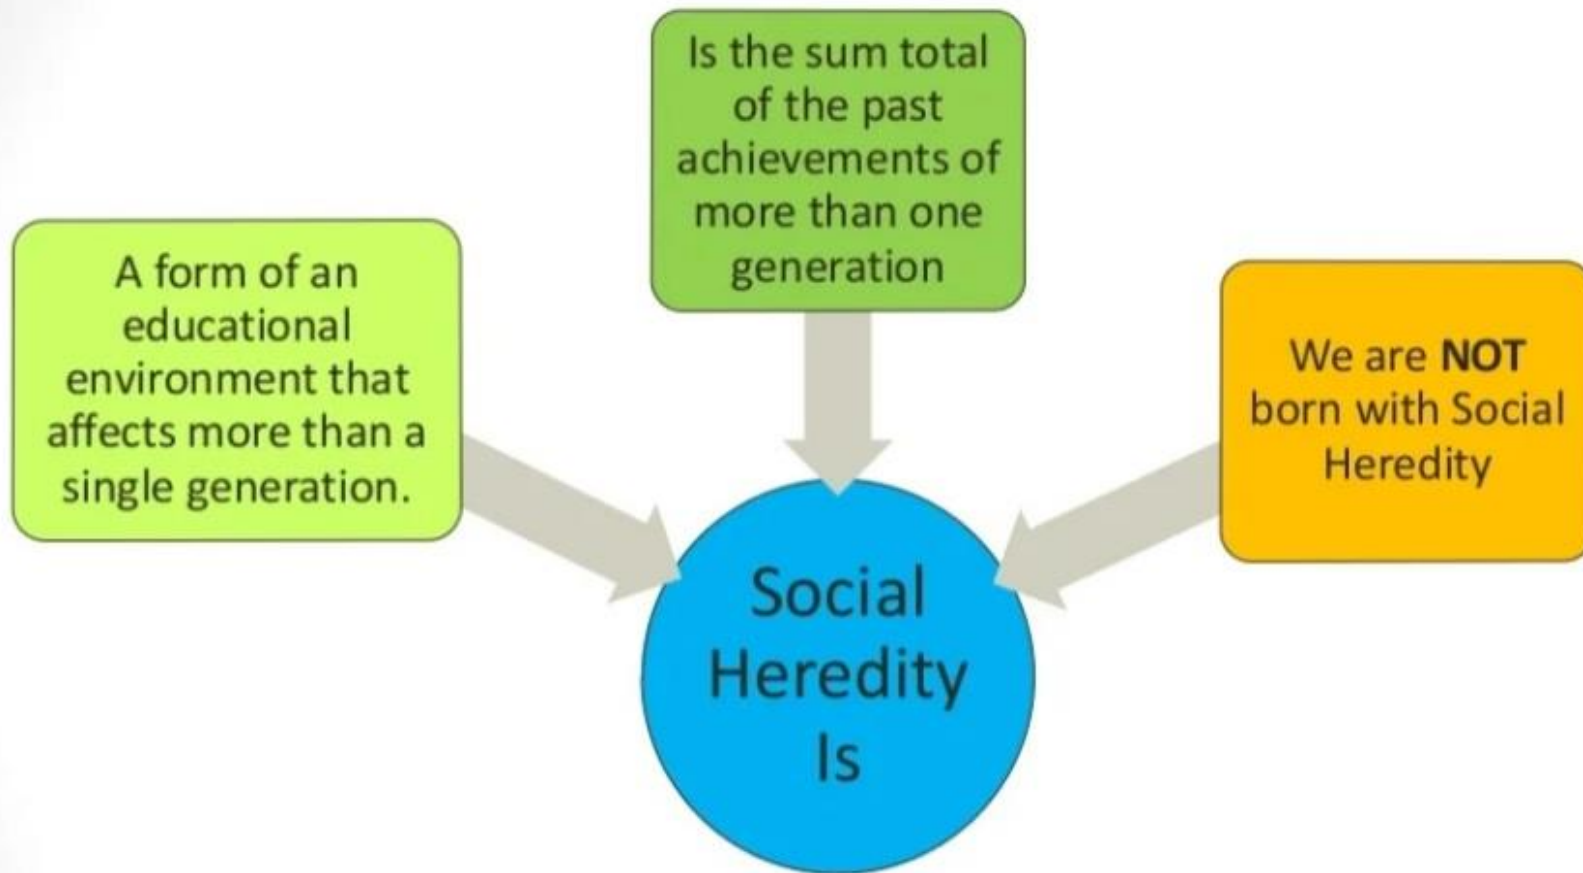 A form of an
educational
environment that
affects more than a
single generation.
Is the sum total
of the past
achievements of
more than one
generation
We are NOT
born with Social
Heredity
Social
Heredity
Is